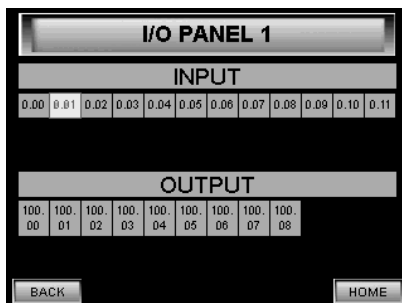 I/O PANEL 1
INPUT
0.00 0.01 0.02 0.03 0.04 0.05 0.06 0.07 0.08 0.09 0.10 0.11
OUTPUT
100. 100. 100. 100. 100. 100. 100. 100. 100.
00 01 02 03 04 05 06 07 08
BACK HOME